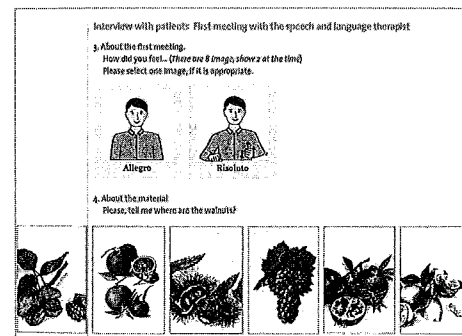 Interview with patients First meeting with the speech and language therapist
3. About the first meeting.
How did you feel... (There are 8 image, show 2 at the time)
Please select one image, if it is appropriate.
Allegro
Risoluto
4. About the material
Please, tell me where are the walnuts?